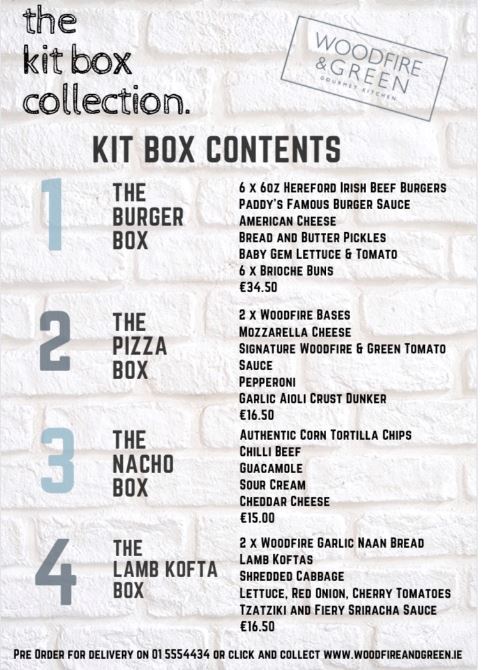 the
kit box
collection.
WOODFIRE
& GREEN
GOURMET KITCHEN
KIT BOX CONTENTS
1
THE
BURGER
BOX
6 x 6oz Hereford Irish Beef Burgers
Paddy's Famous Burger Sauce
American Cheese
Bread and Butter Pickles
Baby Gem Lettuce & Tomato
6 x Brioche Buns
€34.50
2
THE
PIZZA
BOX
2 x Woodfire Bases
Mozzarella Cheese
Signature Woodfire & Green Tomato
Sauce
Pepperoni
Garlic Aioli Crust Dunker
€16.50
3
THE
NACHO
BOX
Authentic Corn Tortilla Chips
Chilli Beef
Guacamole
Sour Cream
Cheddar Cheese
€15.00
4
THE
LAMB KOFTA
BOX
2 x Woodfire Garlic Naan Bread
Lamb Koftas
Shredded Cabbage
Lettuce, Red Onion, Cherry Tomatoes
Tzatziki and Fiery Sriracha Sauce
€16.50
Pre Order for delivery on 01 5554434 or click and collect www.woodfireandgreen.ie